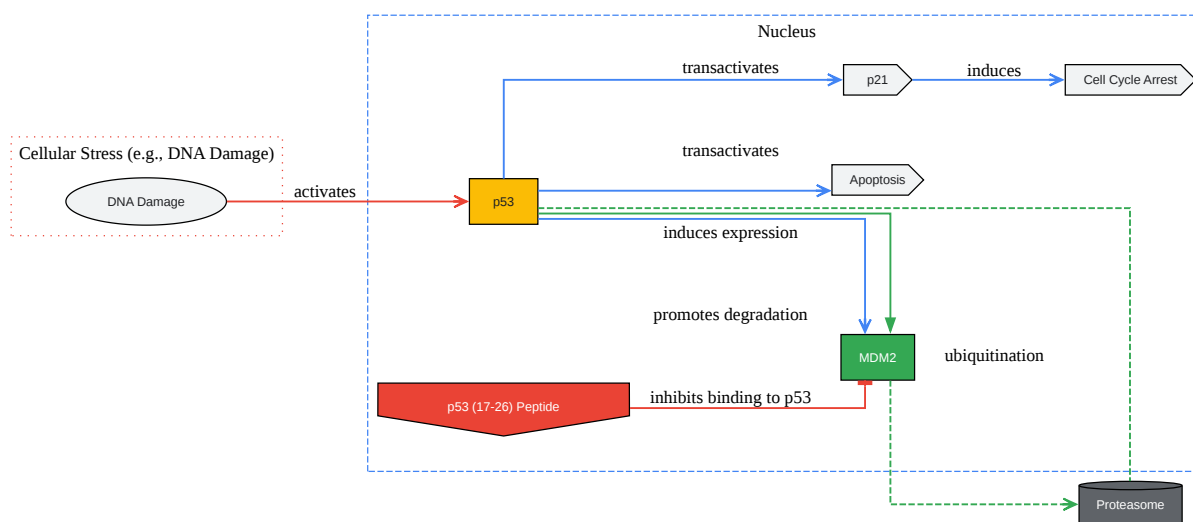 Nucleus
transactivates
p21
induces
Cell Cycle Arrest
Cellular Stress (e.g., DNA Damage)
DNA Damage
activates
p53
transactivates
Apoptosis
induces expression
promotes degradation
MDM2
ubiquitination
p53 (17-26) Peptide
inhibits binding to p53
Proteasome